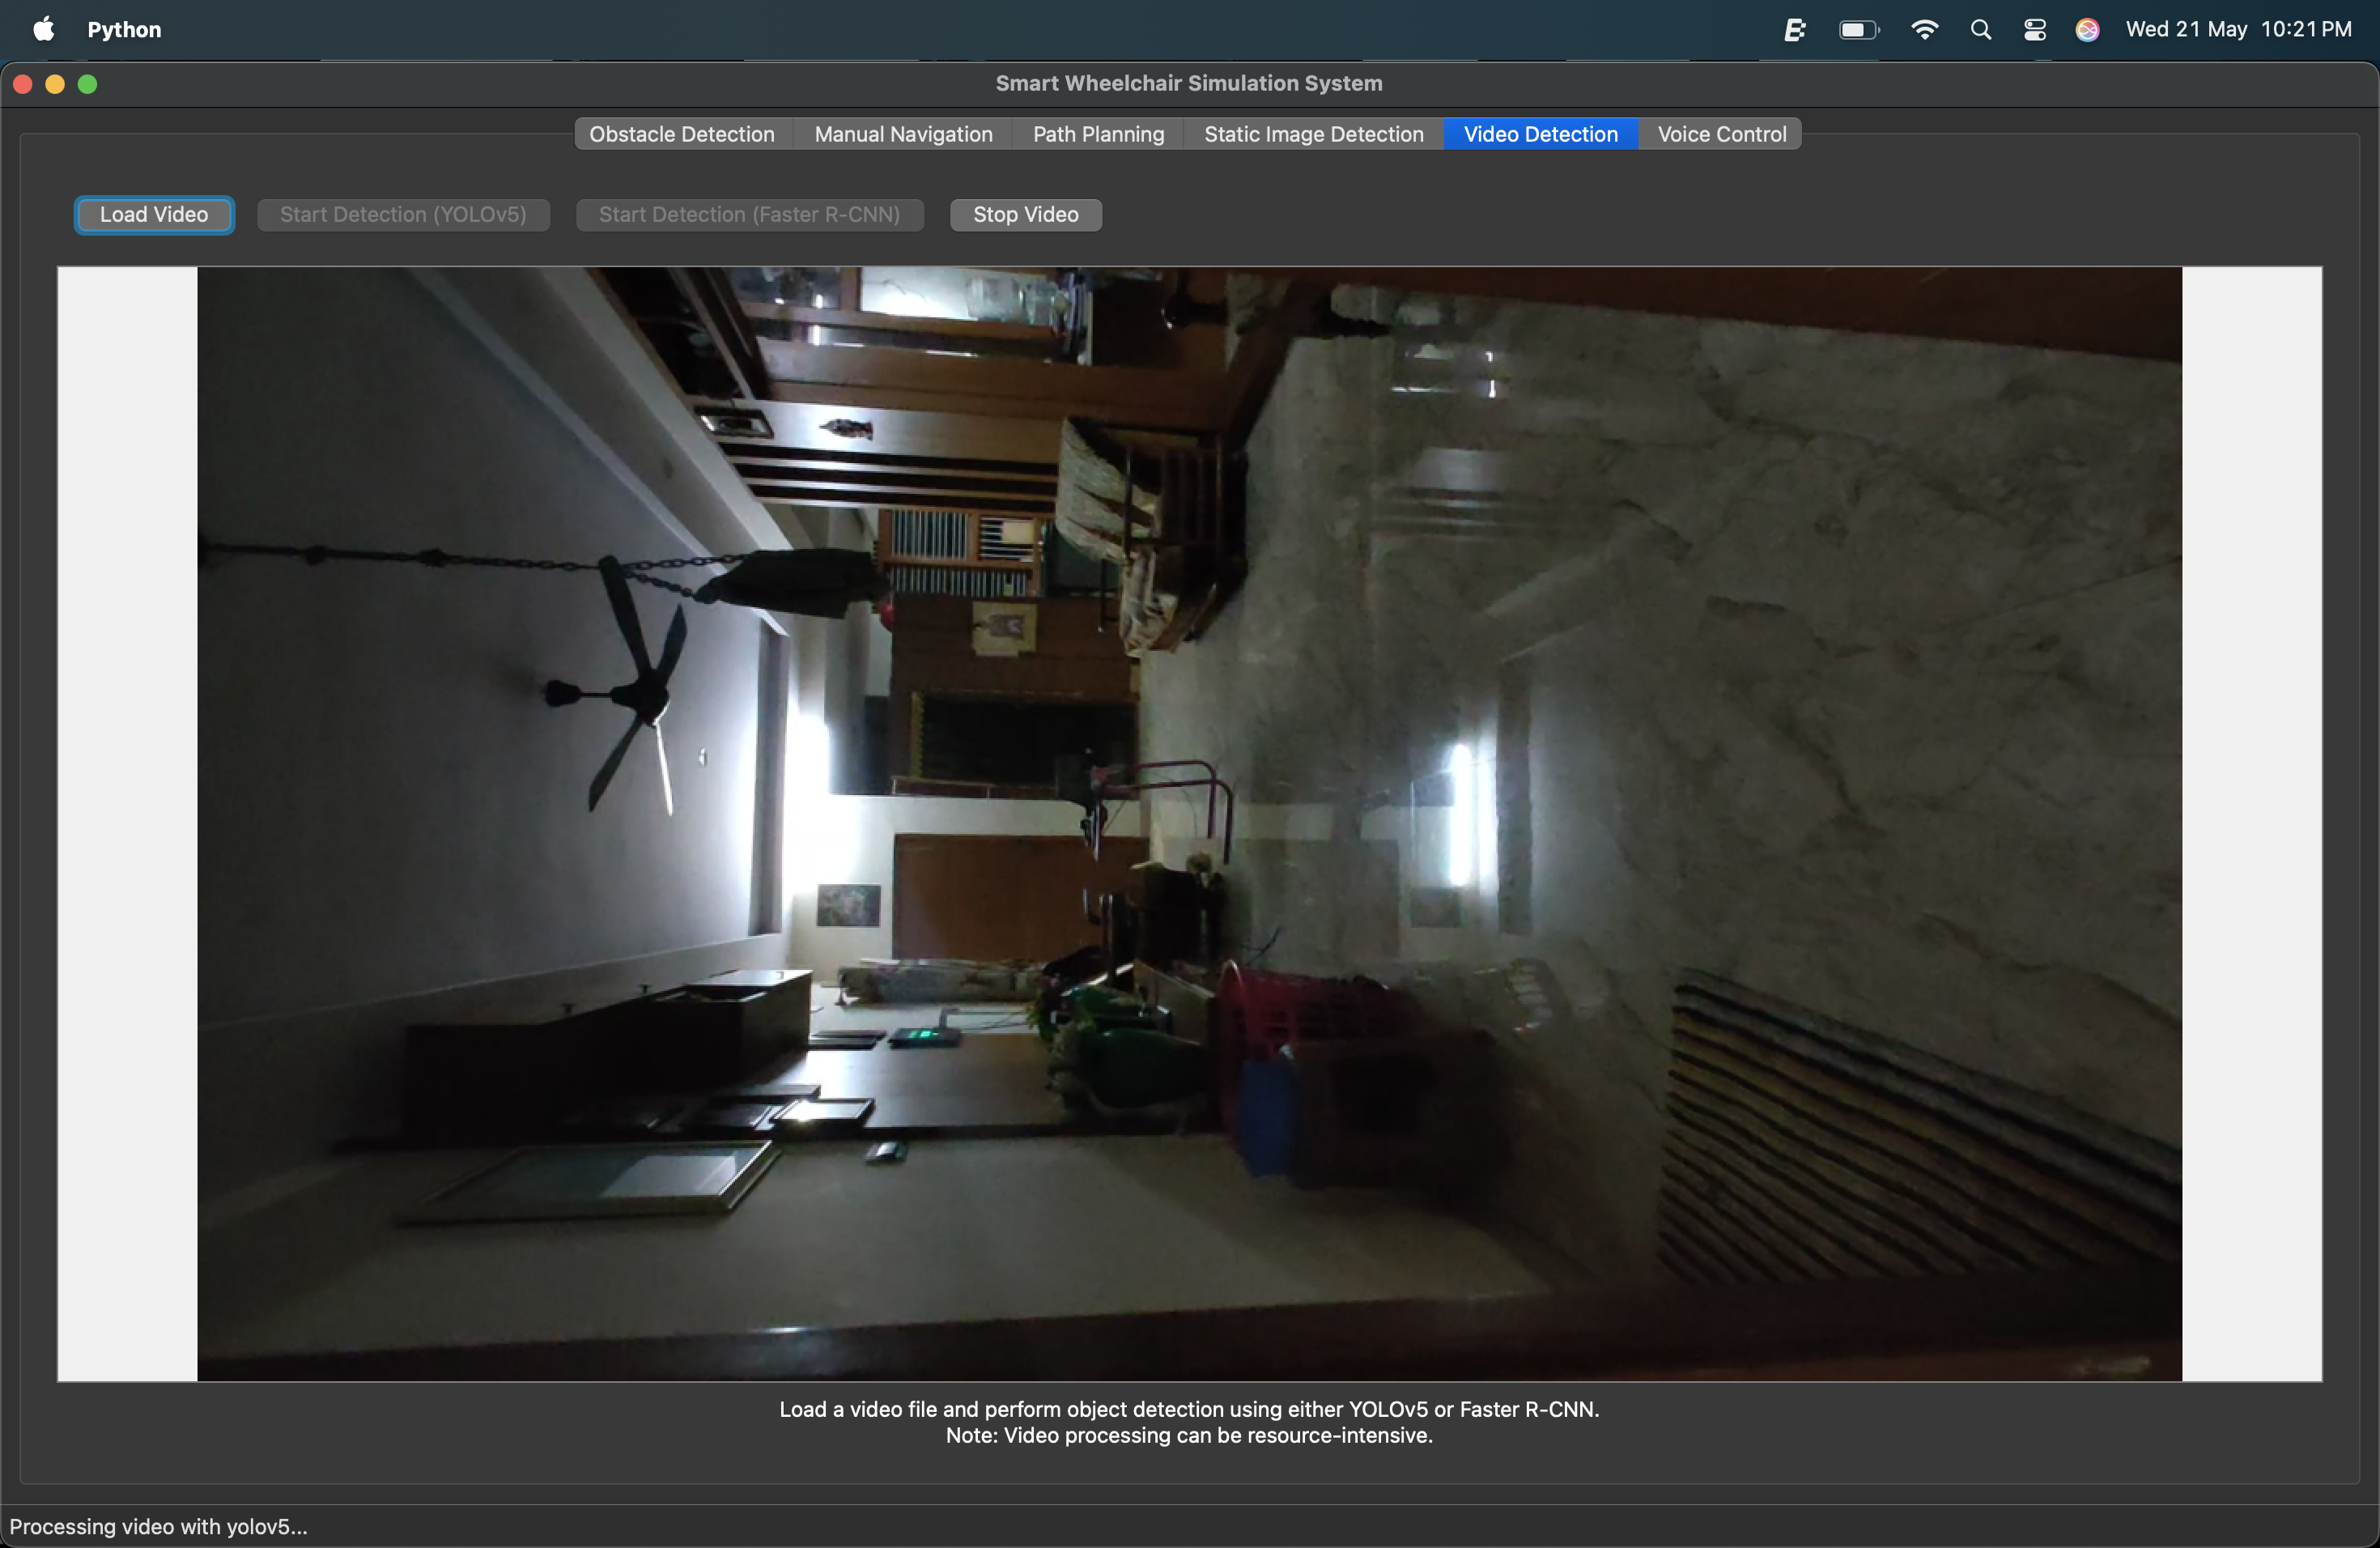 Python
Wed 21 May 10:21 PM
Smart Wheelchair Simulation System
Obstacle Detection Manual Navigation Path Planning Static Image Detection Video Detection Voice Control
Load Video Start Detection (YOLOv5) Start Detection (Faster R-CNN) Stop Video
Load a video file and perform object detection using either YOLOv5 or Faster R-CNN.
Note: Video processing can be resource-intensive.
Processing video with yolov5...